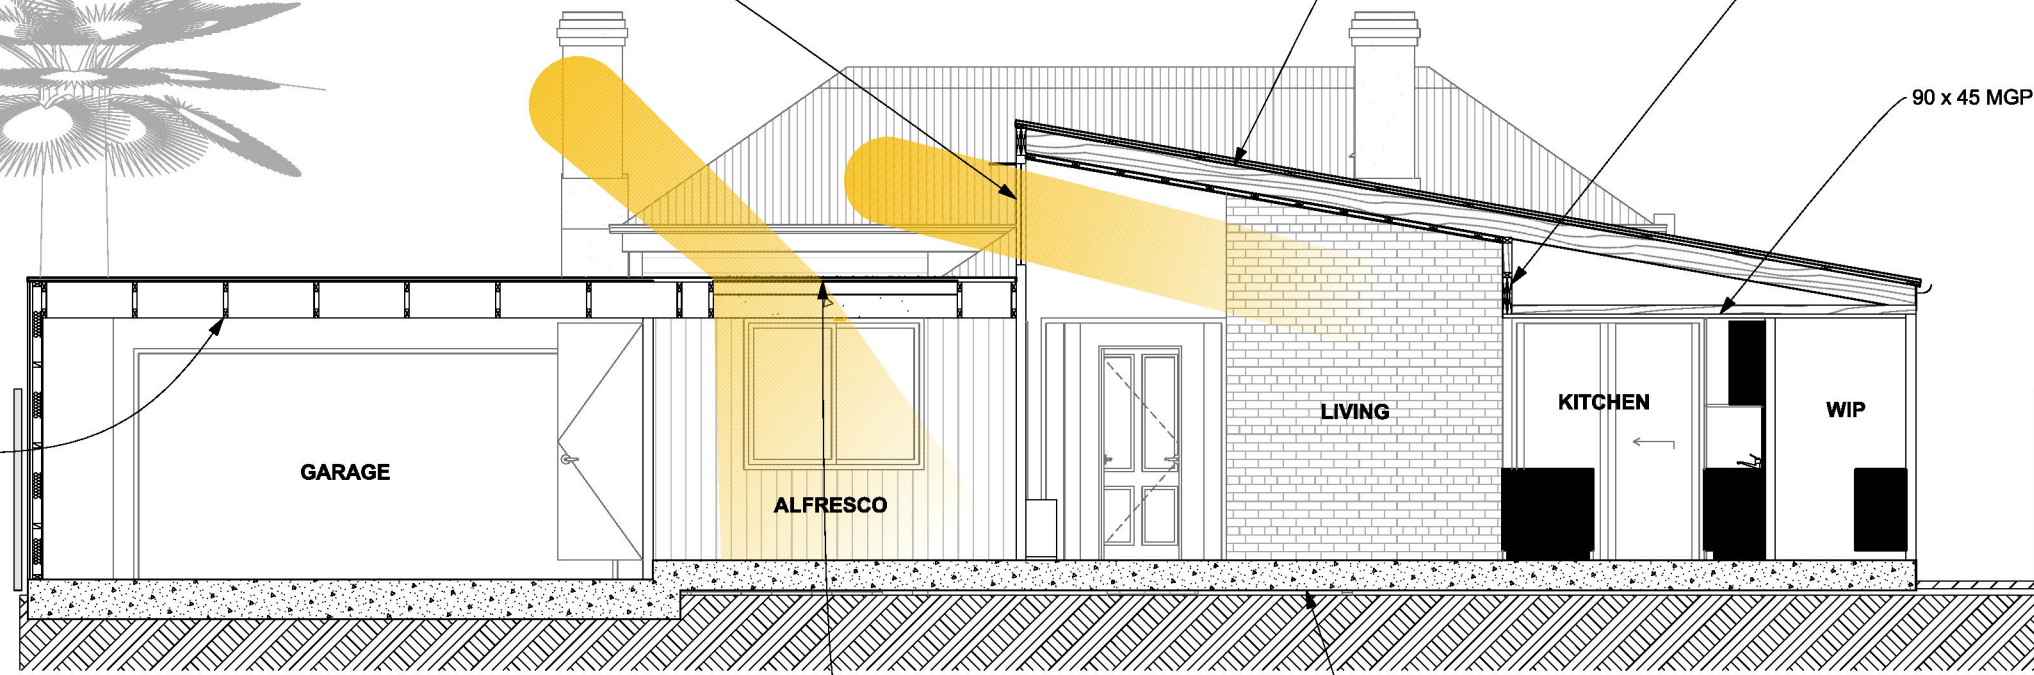 90 x 45 MGP
KITCHEN
LIVING
WIP
GARAGE
ALFRESCO